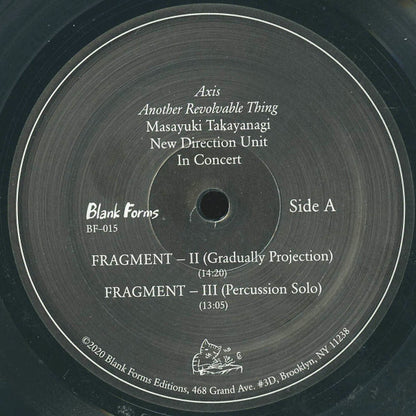 Axis
Another Revolvable Thing
Masayuki Takayanagi
New Direction Unit
In Concert
Blank Forms
BF-015
Side A
FRAGMENT – II (Gradually Projection)
(14:20)
FRAGMENT – III (Percussion Solo)
(13:05)
©2020 Blank Forms Editions, 468 Grand Ave. #3D, Brooklyn, NY 11238